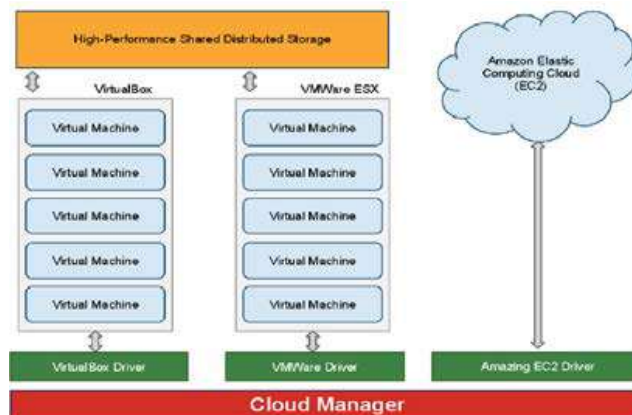 High-Performance Shared Distributed Storage
VirtualBox
Virtual Machine
Virtual Machine
Virtual Machine
Virtual Machine
Virtual Machine
VirtualBox Driver
VMWare ESX
Virtual Machine
Virtual Machine
Virtual Machine
Virtual Machine
Virtual Machine
VMWare Driver
Amazon Elastic
Computing Cloud
(EC2)
Amazing EC2 Driver
Cloud Manager